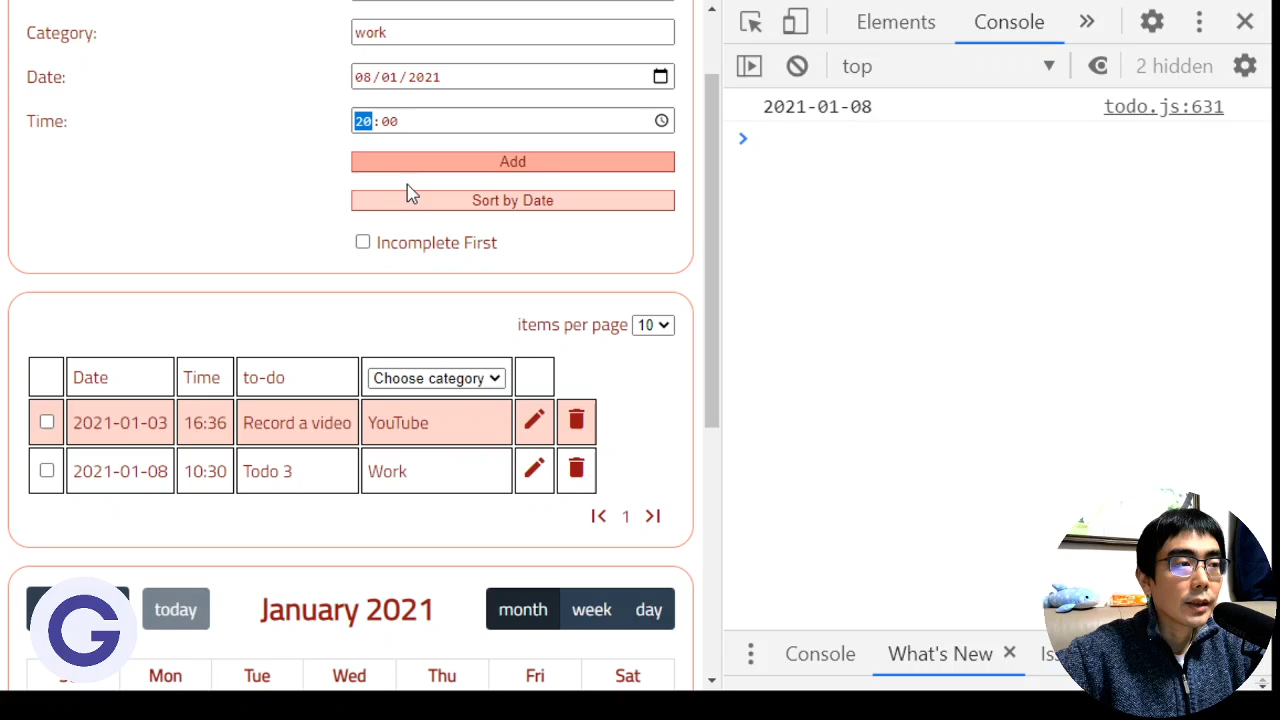 Category: work
Date: 08/01/2021
Time: 20:00
Add
Sort by Date
Incomplete First
items per page 10
Date Time to-do Choose category
2021-01-03 16:36 Record a video YouTube
2021-01-08 10:30 Todo 3 Work
1
today January 2021 month week day
Mon Tue Wed Thu Fri Sat
G
Elements Console
top 2 hidden
2021-01-08 todo.js:631
Console What's New